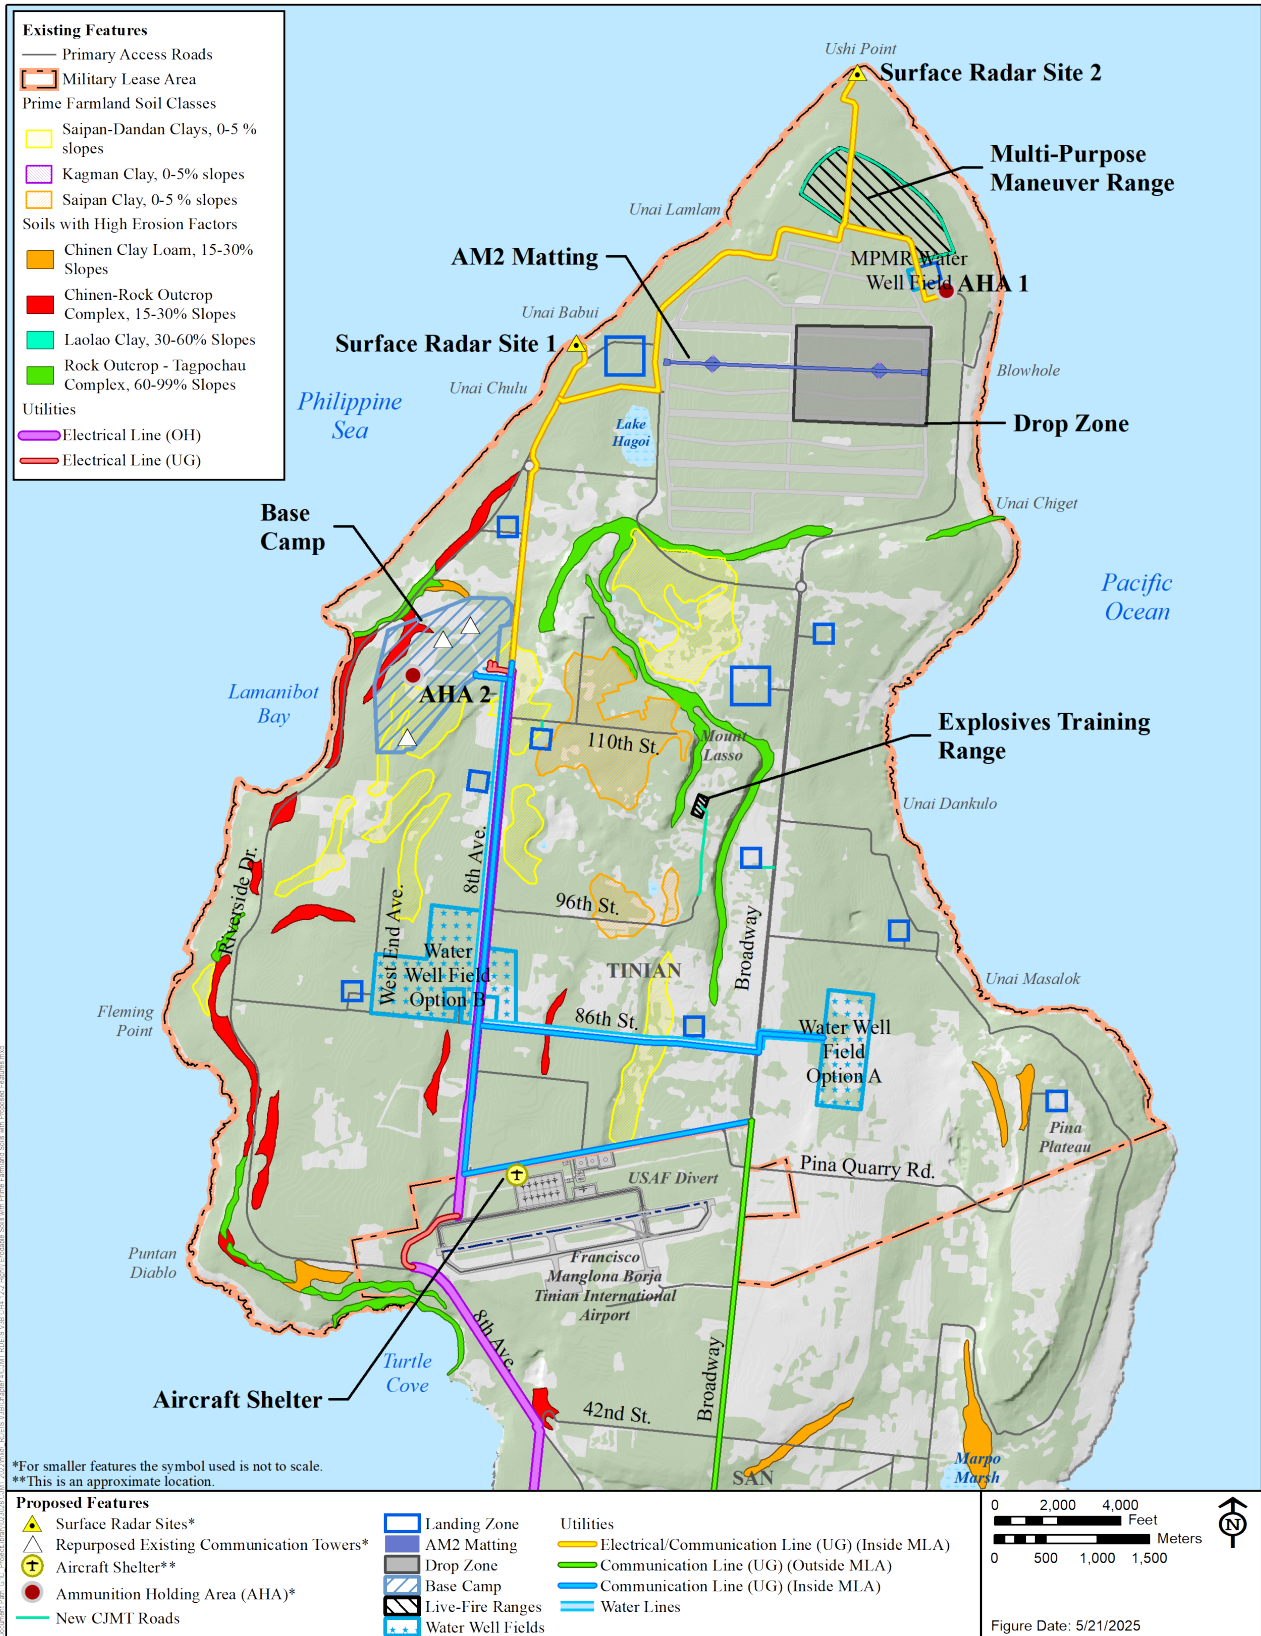 Existing Features
Primary Access Roads
Military Lease Area
Prime Farmland Soil Classes
Saipan-Dandan Clays, 0-5 %
slopes
Kagman Clay, 0-5% slopes
Saipan Clay, 0-5 % slopes
Soils with High Erosion Factors
Chinen Clay Loam, 15-30%
Slopes
Chinen-Rock Outcrop
Complex, 15-30% Slopes
Laolao Clay, 30-60% Slopes
Rock Outcrop - Tagpochau
Complex, 60-99% Slopes
Utilities
Electrical Line (OH)
Electrical Line (UG)
Ushi Point
Surface Radar Site 2
Multi-Purpose
Maneuver Range
Unai Lamlam
AM2 Matting
MPMR Water
Well Field
AHA 1
Unai Babui
Surface Radar Site 1
Unai Chulu
Blowhole
Philippine
Sea
Lake
Hagoi
Drop Zone
Base
Camp
Unai Chiget
Pacific
Ocean
Lamanibot
Bay
AHA 2
110th St.
Mount
Lasso
Explosives Training
Range
Unai Dankulo
8th Ave.
Riverside Dr.
West End Ave.
96th St.
Broadway
Water
Well Field
Option B
TINIAN
Unai Masalok
Fleming
Point
86th St.
Water Well
Field
Option A
Pina
Plateau
Pina Quarry Rd.
USAF Divert
Puntan
Diablo
Francisco
Manglona Borja
Tinian International
Airport
8th Ave.
Turtle
Cove
Broadway
Aircraft Shelter
42nd St.
Marpo
Marsh
SAN
*For smaller features the symbol used is not to scale.
**This is an approximate location.
Proposed Features
Surface Radar Sites*
Repurposed Existing Communication Towers*
Aircraft Shelter**
Ammunition Holding Area (AHA)*
New CJMT Roads
Landing Zone
AM2 Matting
Drop Zone
Base Camp
Live-Fire Ranges
Water Well Fields
Utilities
Electrical/Communication Line (UG) (Inside MLA)
Communication Line (UG) (Outside MLA)
Communication Line (UG) (Inside MLA)
Water Lines
0 2,000 4,000
Feet
Meters
0 500 1,000 1,500
N
Figure Date: 5/21/2025